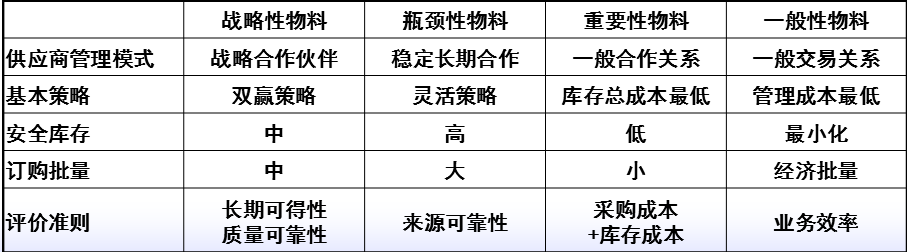 战略性物料 瓶颈性物料 重要性物料 一般性物料
供应商管理模式 战略合作伙伴 稳定长期合作 一般合作关系 一般交易关系
基本策略 双赢策略 灵活策略 库存总成本最低 管理成本最低
安全库存 中 高 低 最小化
订购批量 中 大 小 经济批量
评价准则 长期可得性 质量可靠性 来源可靠性 采购成本 +库存成本 业务效率